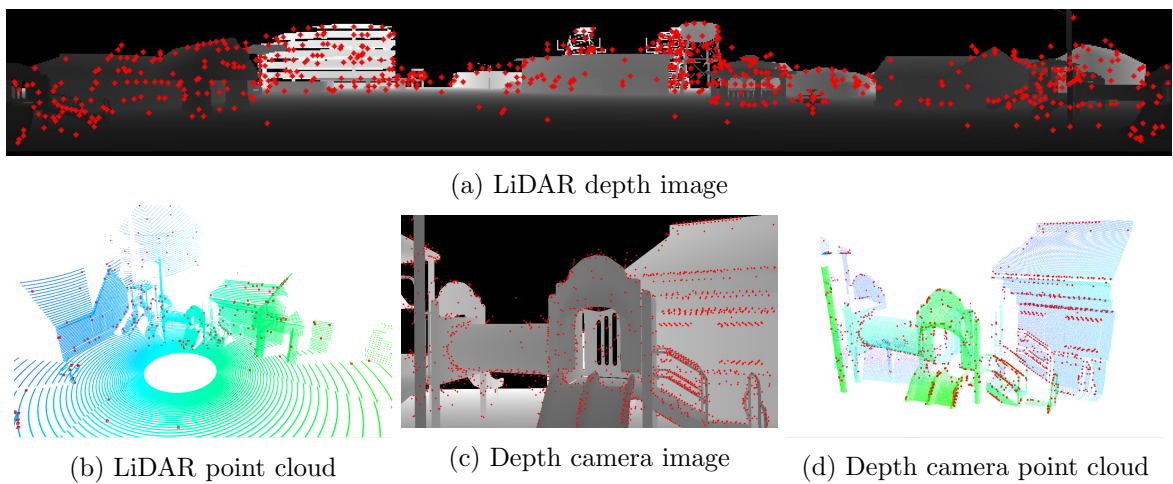 (a) LiDAR depth image
(b) LiDAR point cloud
(c) Depth camera image
(d) Depth camera point cloud